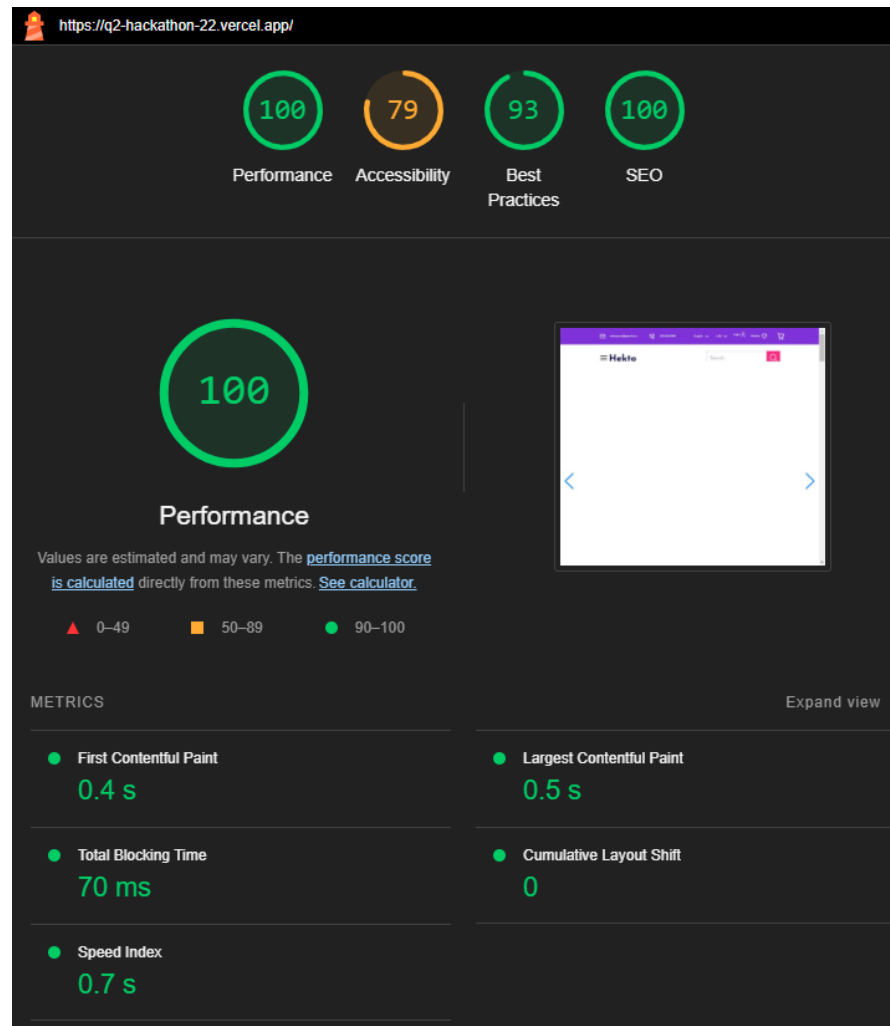 https://q2-hackathon-22.vercel.app/
100
79
93
100
Performance
Accessibility
Best
Practices
SEO
100
Hekto
Search..
Performance
Values are estimated and may vary. The performance score
is calculated directly from these metrics. See calculator.
0–49
50–89
90–100
METRICS
Expand view
First Contentful Paint
0.4 s
Largest Contentful Paint
0.5 s
Total Blocking Time
70 ms
Cumulative Layout Shift
0
Speed Index
0.7 s